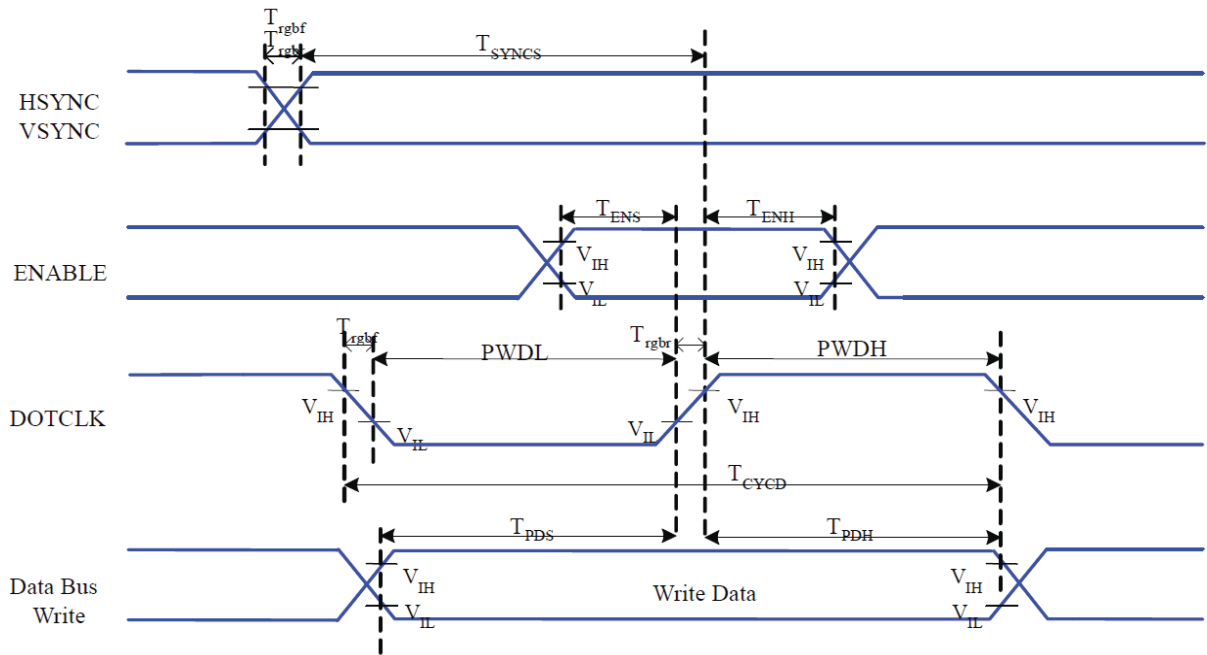 Trgbf
Trgbr
TSYNCS
HSYNC
VSYNC
TENS
TENH
VIH
VIH
ENABLE
VIL
VIL
Trgbf
Trgbr
PWDL
PWDH
DOTCLK
VIH
VIL
VIL
VIH
VIH
TCYCD
TPDS
TPDH
Data Bus
Write
VIH
Write Data
VIH
VIL
VIL